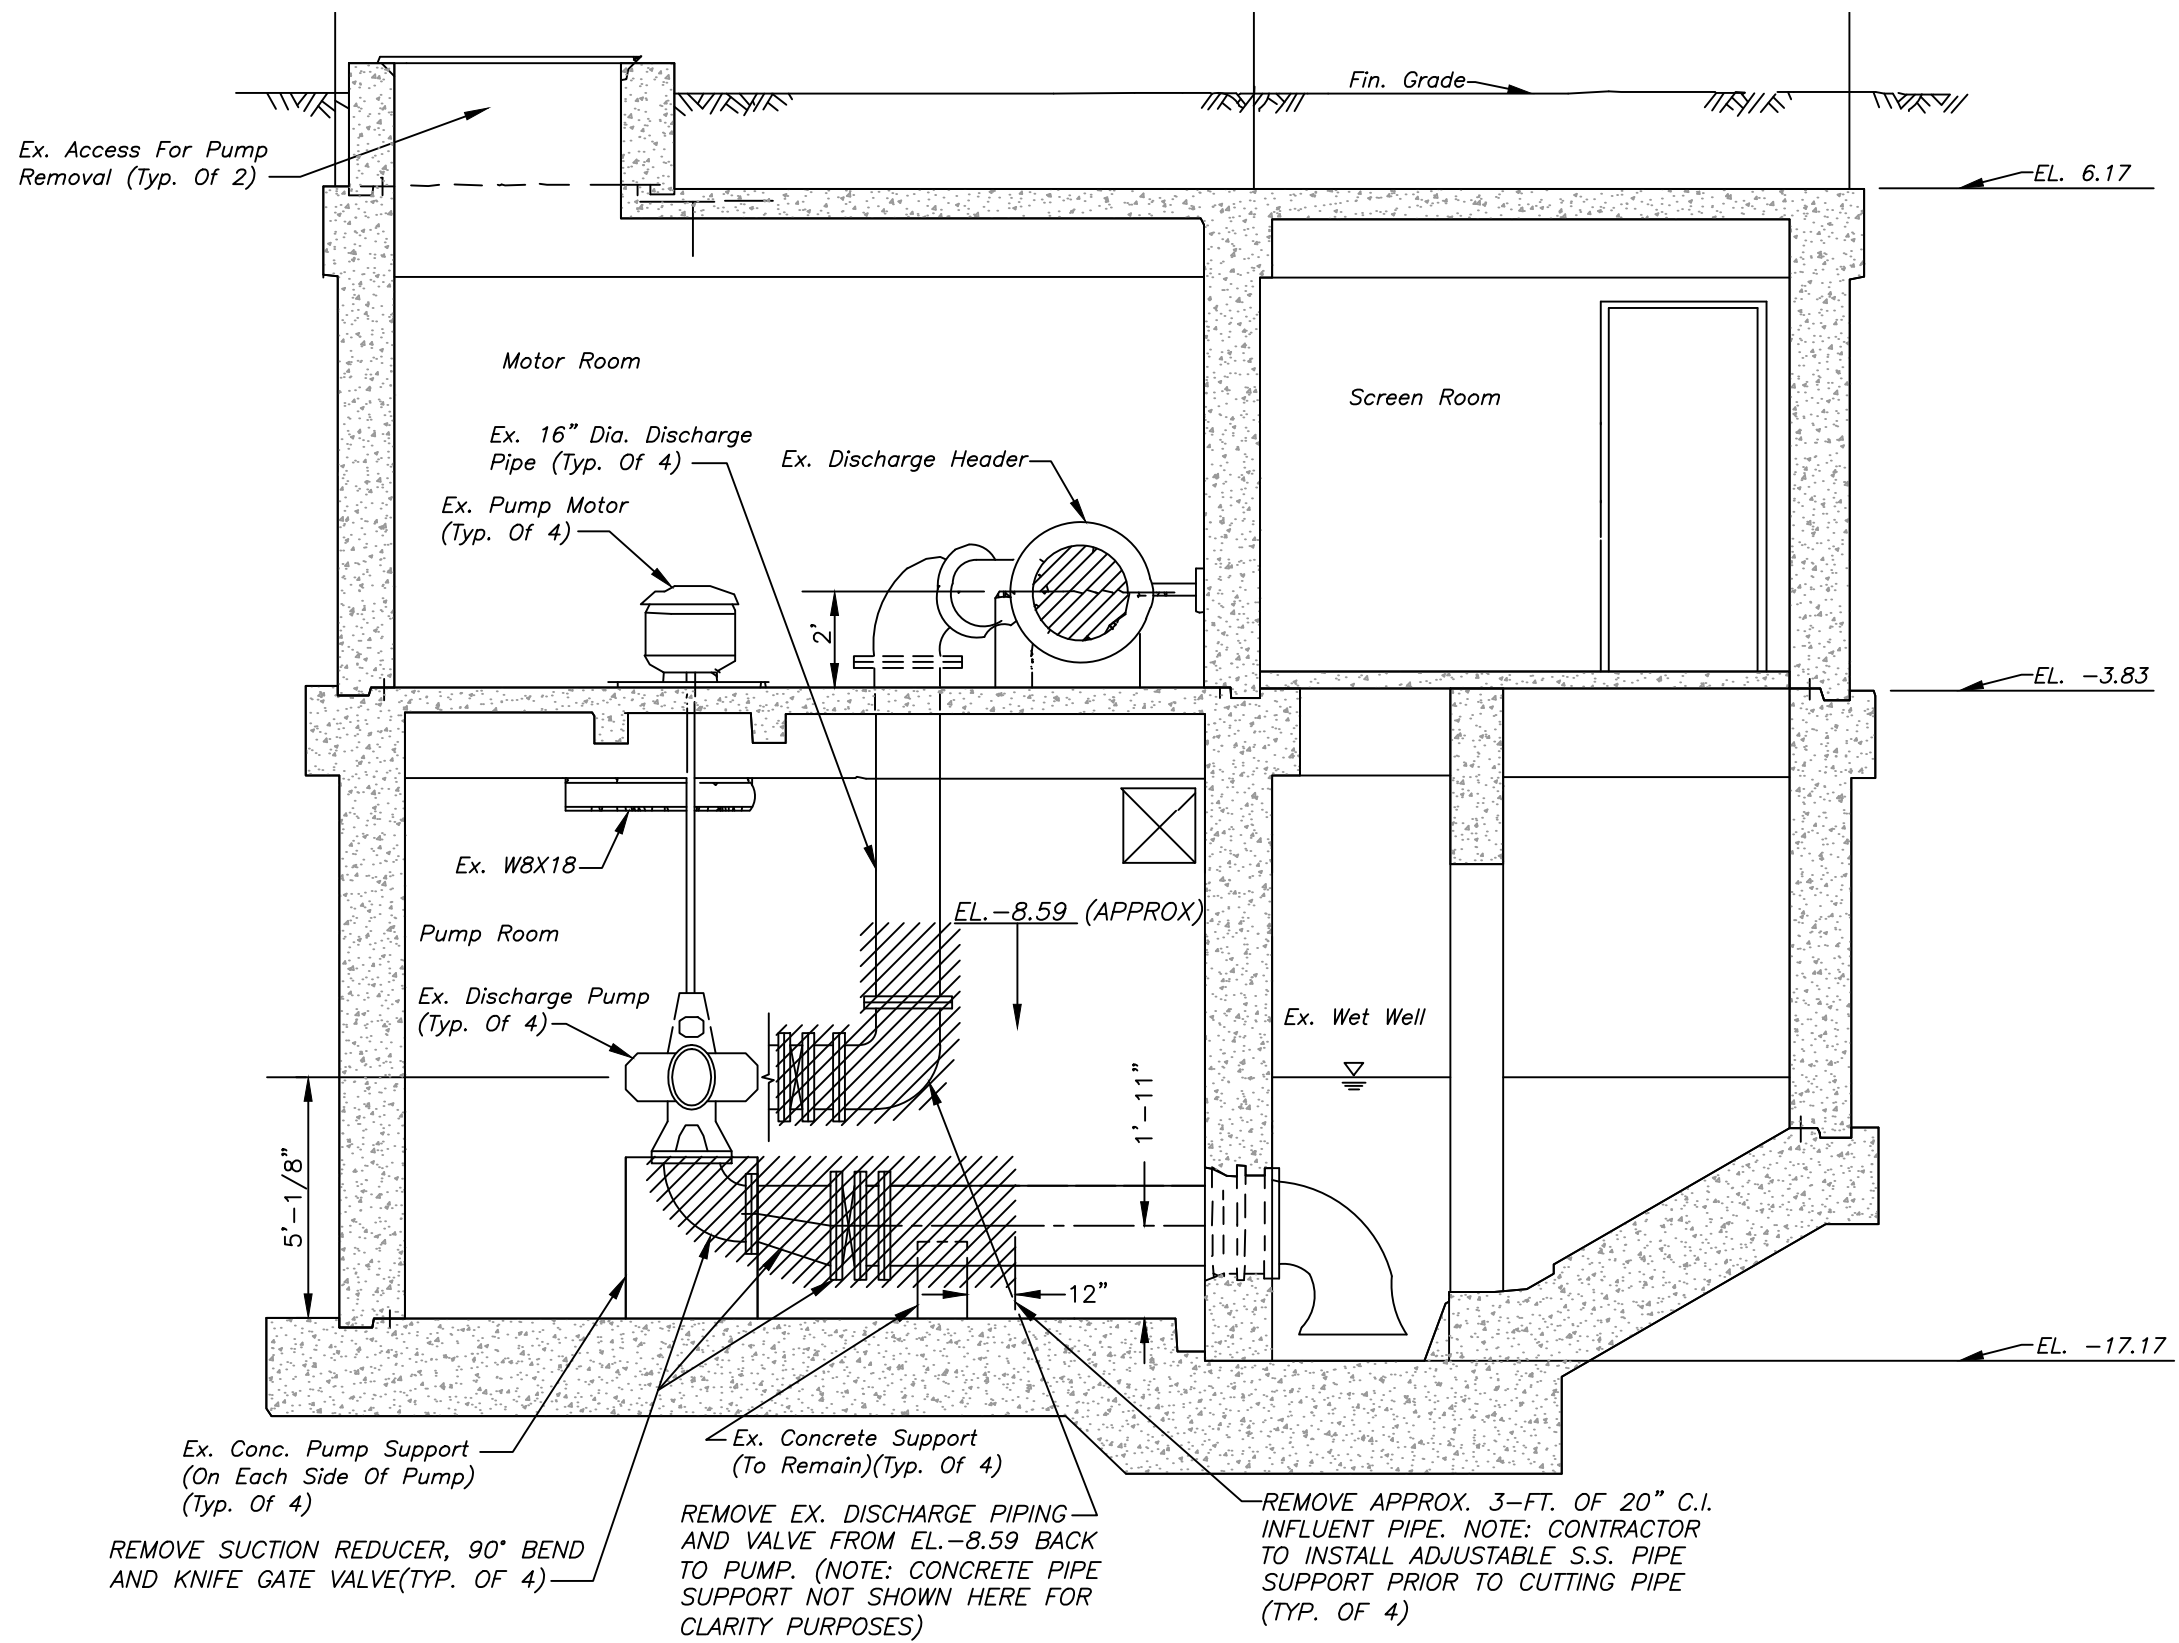 Fin. Grade
Ex. Access For Pump
Removal (Typ. Of 2)
EL. 6.17
Motor Room
Screen Room
Ex. 16" Dia. Discharge
Pipe (Typ. Of 4)
Ex. Discharge Header
Ex. Pump Motor
(Typ. Of 4)
2'
EL. -3.83
Ex. W8X18
EL.-8.59 (APPROX)
Pump Room
Ex. Discharge Pump
(Typ. Of 4)
Ex. Wet Well
1'-11"
5'-1/8"
12"
EL. -17.17
Ex. Conc. Pump Support
(On Each Side Of Pump)
(Typ. Of 4)
Ex. Concrete Support
(To Remain)(Typ. Of 4)
REMOVE SUCTION REDUCER, 90° BEND
AND KNIFE GATE VALVE(TYP. OF 4)
REMOVE EX. DISCHARGE PIPING
AND VALVE FROM EL.-8.59 BACK
TO PUMP. (NOTE: CONCRETE PIPE
SUPPORT NOT SHOWN HERE FOR
CLARITY PURPOSES)
REMOVE APPROX. 3-FT. OF 20" C.I.
INFLUENT PIPE. NOTE: CONTRACTOR
TO INSTALL ADJUSTABLE S.S. PIPE
SUPPORT PRIOR TO CUTTING PIPE
(TYP. OF 4)